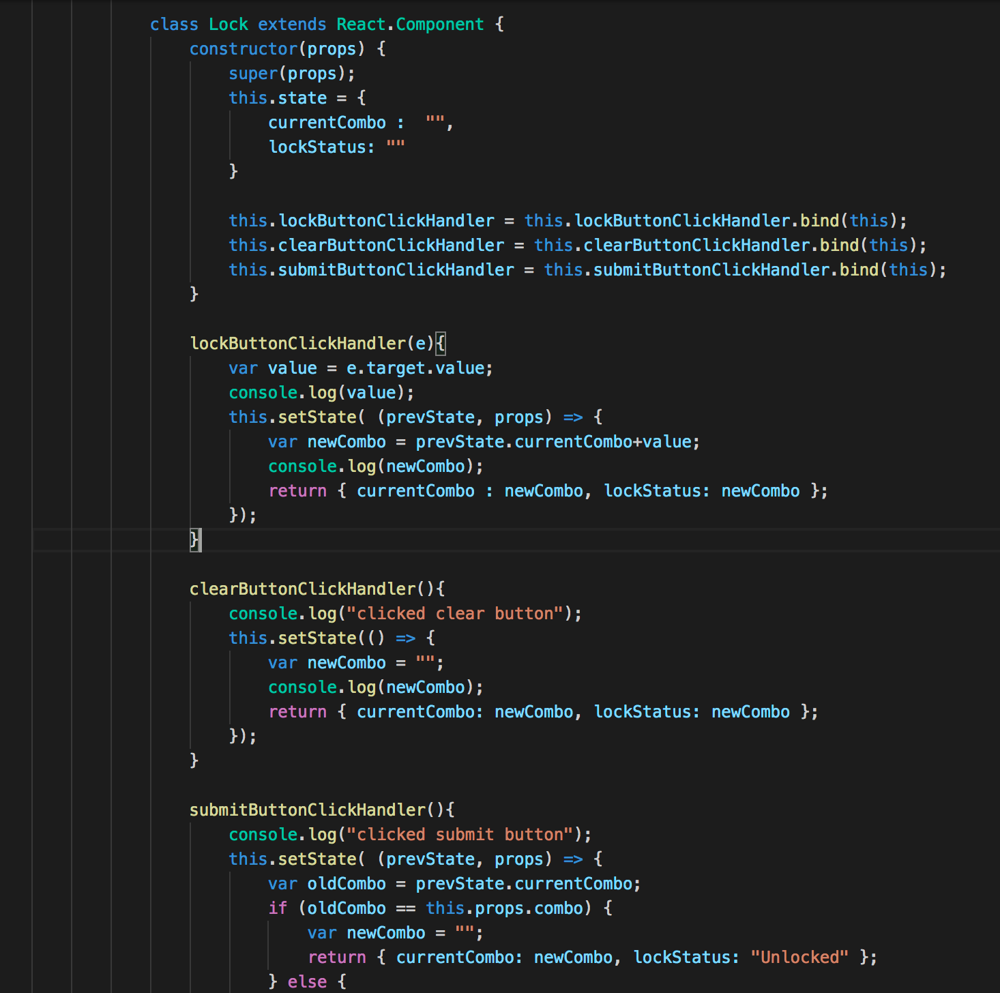 class Lock extends React.Component {
constructor(props) {
super(props);
this.state = {
currentCombo :  "",
lockStatus: ""
}
this.lockButtonClickHandler = this.lockButtonClickHandler.bind(this);
this.clearButtonClickHandler = this.clearButtonClickHandler.bind(this);
this.submitButtonClickHandler = this.submitButtonClickHandler.bind(this);
}
lockButtonClickHandler(e){
var value = e.target.value;
console.log(value);
this.setState( (prevState, props) => {
var newCombo = prevState.currentCombo+value;
console.log(newCombo);
return { currentCombo : newCombo, lockStatus: newCombo };
});
}
clearButtonClickHandler(){
console.log("clicked clear button");
this.setState(() => {
var newCombo = "";
console.log(newCombo);
return { currentCombo: newCombo, lockStatus: newCombo };
});
}
submitButtonClickHandler(){
console.log("clicked submit button");
this.setState( (prevState, props) => {
var oldCombo = prevState.currentCombo;
if (oldCombo == this.props.combo) {
var newCombo = "";
return { currentCombo: newCombo, lockStatus: "Unlocked" };
} else {